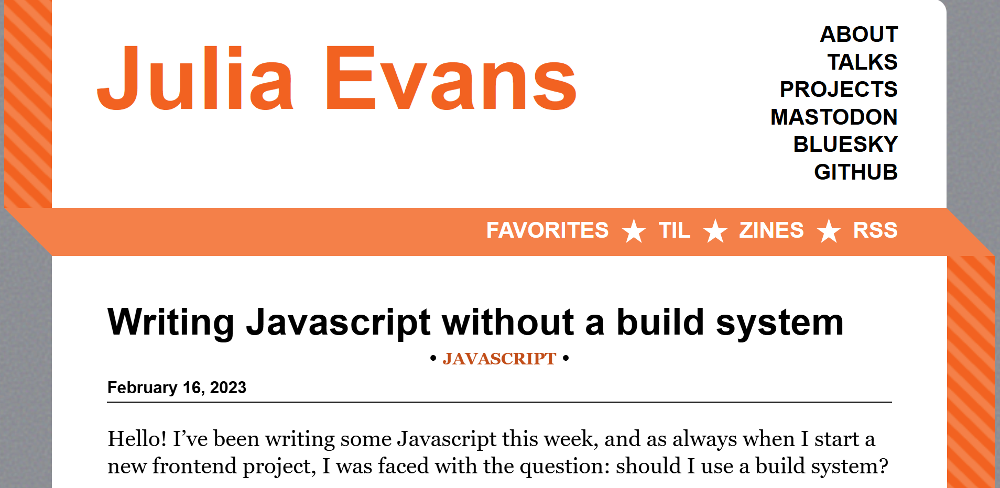 Julia Evans
ABOUT
TALKS
PROJECTS
MASTODON
BLUESKY
GITHUB
FAVORITES ★ TIL ★ ZINES ★ RSS
Writing Javascript without a build system
• JAVASCRIPT •
February 16, 2023
Hello! I’ve been writing some Javascript this week, and as always when I start a
new frontend project, I was faced with the question: should I use a build system?